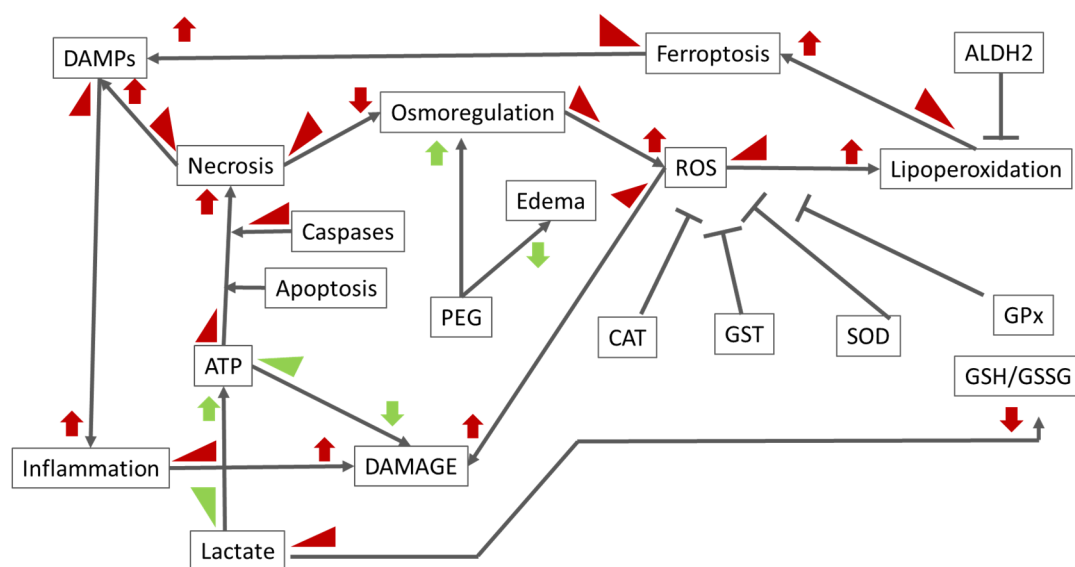 DAMPs
Ferroptosis
ALDH2
Osmoregulation
Necrosis
ROS
Lipoperoxidation
Edema
Caspases
Apoptosis
PEG
CAT
GST
SOD
GPx
ATP
GSH/GSSG
Inflammation
DAMAGE
Lactate